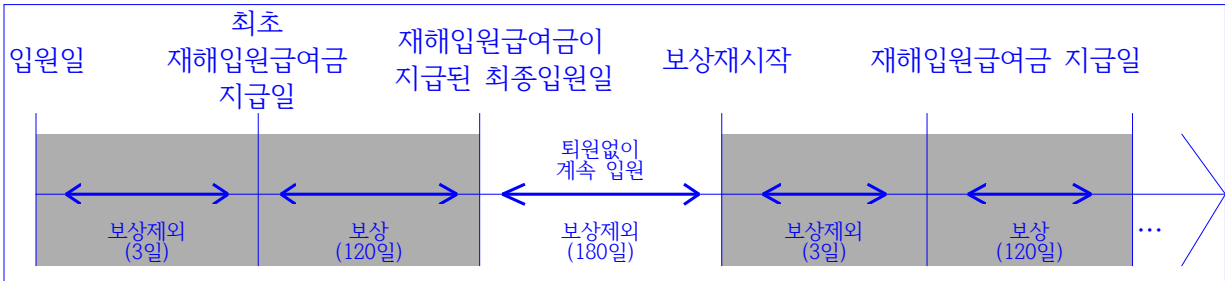 입원일
최초
재해입원급여금
지급일
재해입원급여금이
지급된 최종입원일
보상재시작
재해입원급여금 지급일
퇴원없이
계속 입원
보상제외
(3일)
보상
(120일)
보상제외
(180일)
보상제외
(3일)
보상
(120일)
…